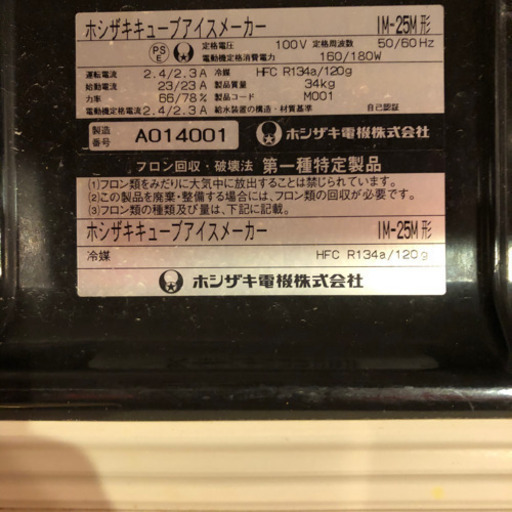 ホシザキキューブアイスメーカー IM-25M 形
PS E 定格電圧 100V 定格周波数 50/60Hz
電動機定格消費電力 160/180W
運転電流 2.4/2.3A 冷媒 HFC R134a/120g
始動電流 23/23A 製品質量 34kg
力率 66/78% 製品コード M001
電動機定格電流 2.4/2.3A 給水装置の構造・材質基準 自己認証
製造番号 A014001 ホシザキ電機株式会社
フロン回収・破壊法 第一種特定製品
(1)フロン類をみだりに大気中に放出することは禁じられています。
(2)この製品を廃棄・整備する場合には、フロン類の回収が必要です。
(3)フロン類の種類及び量は、下記に記載。
ホシザキキューブアイスメーカー IM-25M 形
冷媒 HFC R134a/120g
ホシザキ電機株式会社